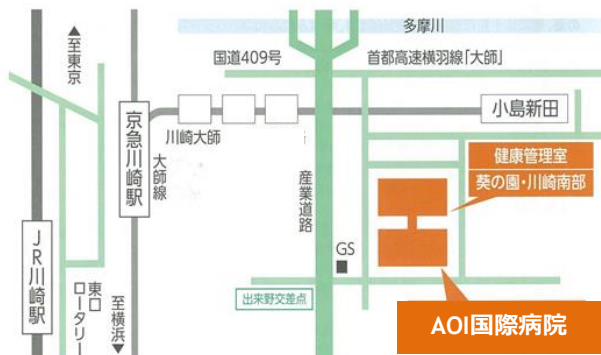 多摩川
▲至東京
国道409号
首都高速横羽線「大師」
小島新田
京急川崎駅
大師線
川崎大師
健康管理室
葵の園・川崎南部
産業道路
JR川崎駅
GS
東口
ロータリー
至横浜▼
出来野交差点
AOI国際病院